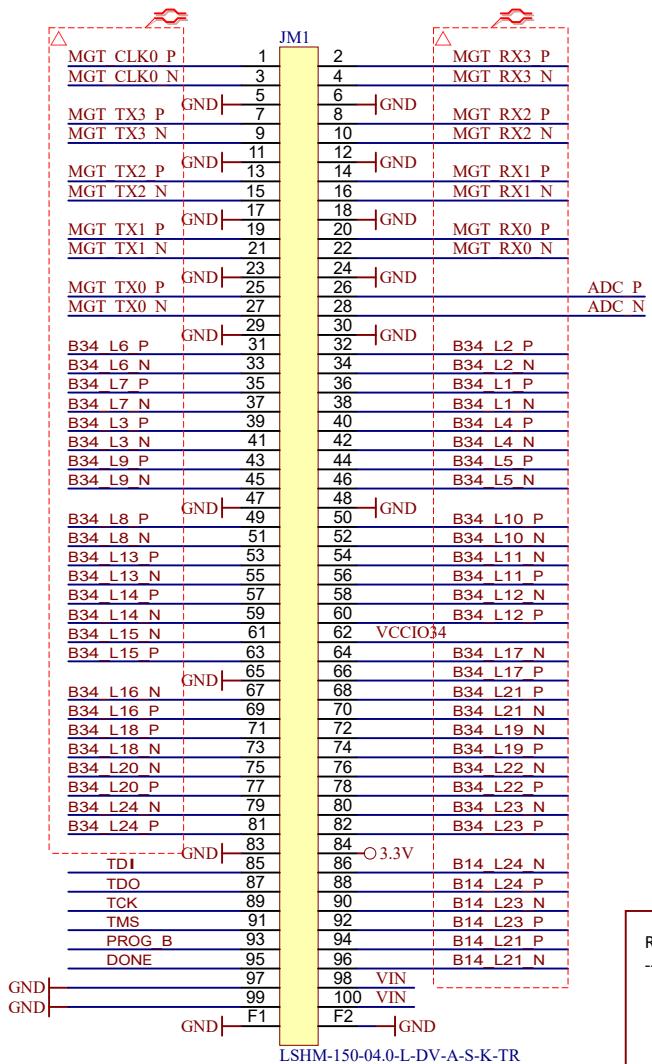 JM1
MGT_CLK0_P 1 2 MGT_RX3_P
MGT_CLK0_N 3 4 MGT_RX3_N
GND 5 6 GND
MGT_TX3_P 7 8 MGT_RX2_P
MGT_TX3_N 9 10 MGT_RX2_N
GND 11 12 GND
MGT_TX2_P 13 14 MGT_RX1_P
MGT_TX2_N 15 16 MGT_RX1_N
GND 17 18 GND
MGT_TX1_P 19 20 MGT_RX0_P
MGT_TX1_N 21 22 MGT_RX0_N
GND 23 24 GND
MGT_TX0_P 25 26 ADC_P
MGT_TX0_N 27 28 ADC_N
GND 29 30 GND
B34_L6_P 31 32 B34_L2_P
B34_L6_N 33 34 B34_L2_N
B34_L7_P 35 36 B34_L1_P
B34_L7_N 37 38 B34_L1_N
B34_L3_P 39 40 B34_L4_P
B34_L3_N 41 42 B34_L4_N
B34_L9_P 43 44 B34_L5_P
B34_L9_N 45 46 B34_L5_N
GND 47 48 GND
B34_L8_P 49 50 B34_L10_P
B34_L8_N 51 52 B34_L10_N
B34_L13_P 53 54 B34_L11_N
B34_L13_N 55 56 B34_L11_P
B34_L14_P 57 58 B34_L12_N
B34_L14_N 59 60 B34_L12_P
B34_L15_N 61 62 VCCIO34
B34_L15_P 63 64 B34_L17_N
GND 65 66 B34_L17_P
B34_L16_N 67 68 B34_L21_P
B34_L16_P 69 70 B34_L21_N
B34_L18_P 71 72 B34_L19_N
B34_L18_N 73 74 B34_L19_P
B34_L20_N 75 76 B34_L22_N
B34_L20_P 77 78 B34_L22_P
B34_L24_N 79 80 B34_L23_N
B34_L24_P 81 82 B34_L23_P
GND 83 84 3.3V
TDI 85 86 B14_L24_N
TDO 87 88 B14_L24_P
TCK 89 90 B14_L23_N
TMS 91 92 B14_L23_P
PROG_B 93 94 B14_L21_P
DONE 95 96 B14_L21_N
GND 97 98 VIN
GND 99 100 VIN
GND F1 F2 GND
LSHM-150-04.0-L-DV-A-S-K-TR